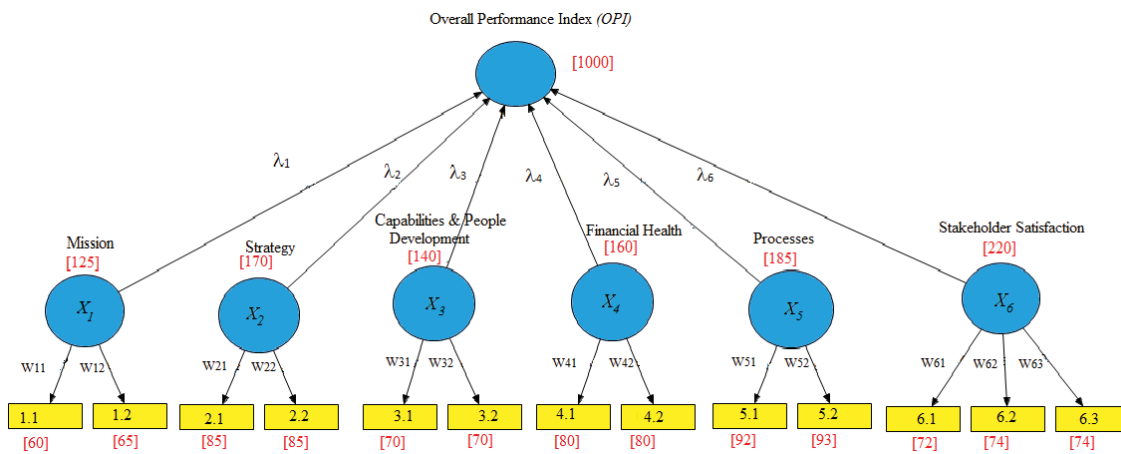 Overall Performance Index (OPI)
[1000]
λ1
λ2
λ3
λ4
λ5
λ6
Mission
[125]
Strategy
[170]
Capabilities & People
Development
[140]
Financial Health
[160]
Processes
[185]
Stakeholder Satisfaction
[220]
X1
X2
X3
X4
X5
X6
W11 W12
W21 W22
W31 W32
W41 W42
W51 W52
W61 W62 W63
1.1 1.2 2.1 2.2 3.1 3.2 4.1 4.2 5.1 5.2 6.1 6.2 6.3
[60] [65] [85] [85] [70] [70] [80] [80] [92] [93] [72] [74] [74]